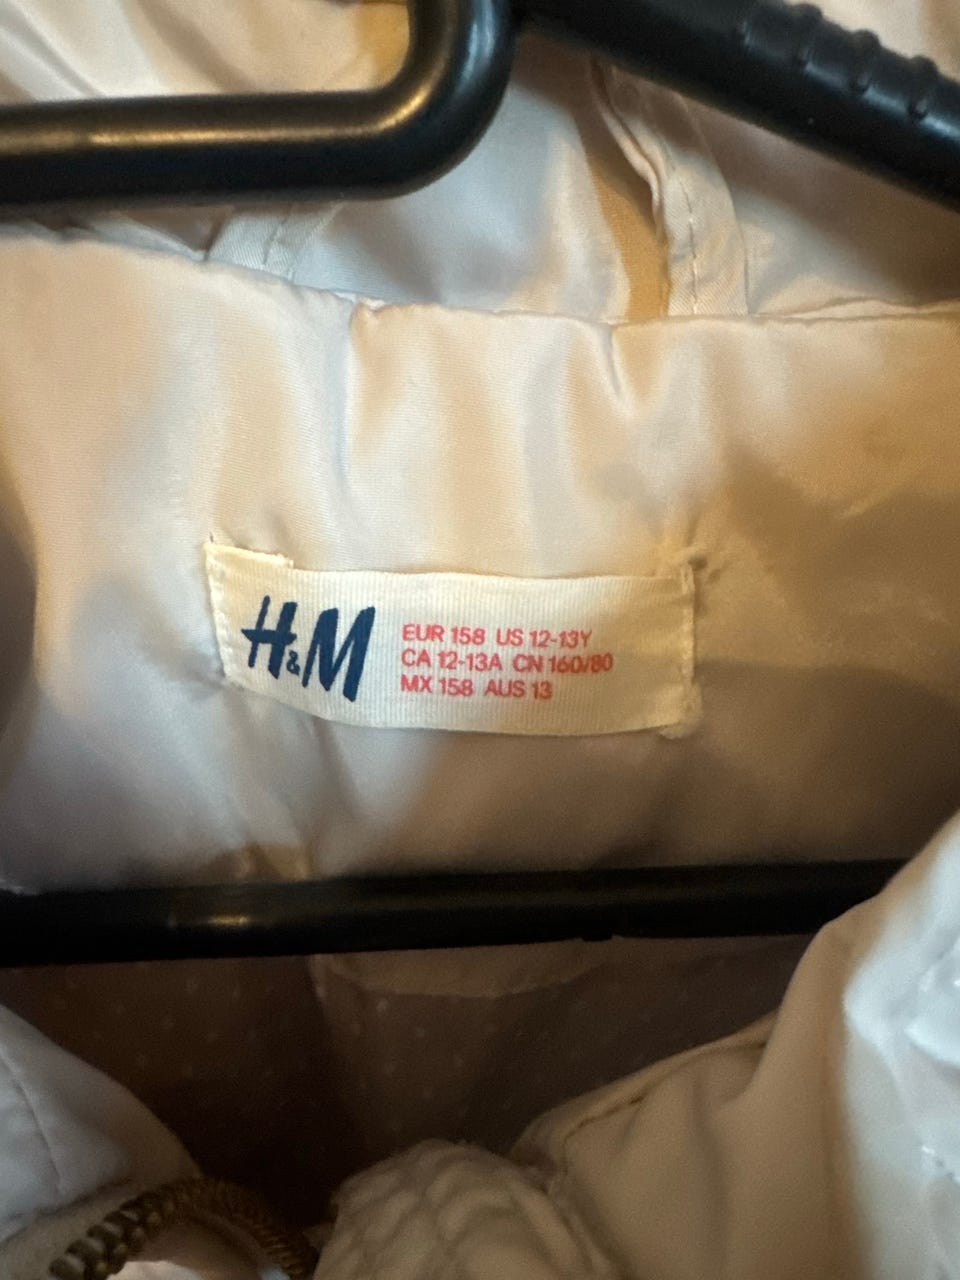 H&M
EUR 158 US 12-13Y
CA 12-13A CN 160/80
MX 158 AUS 13